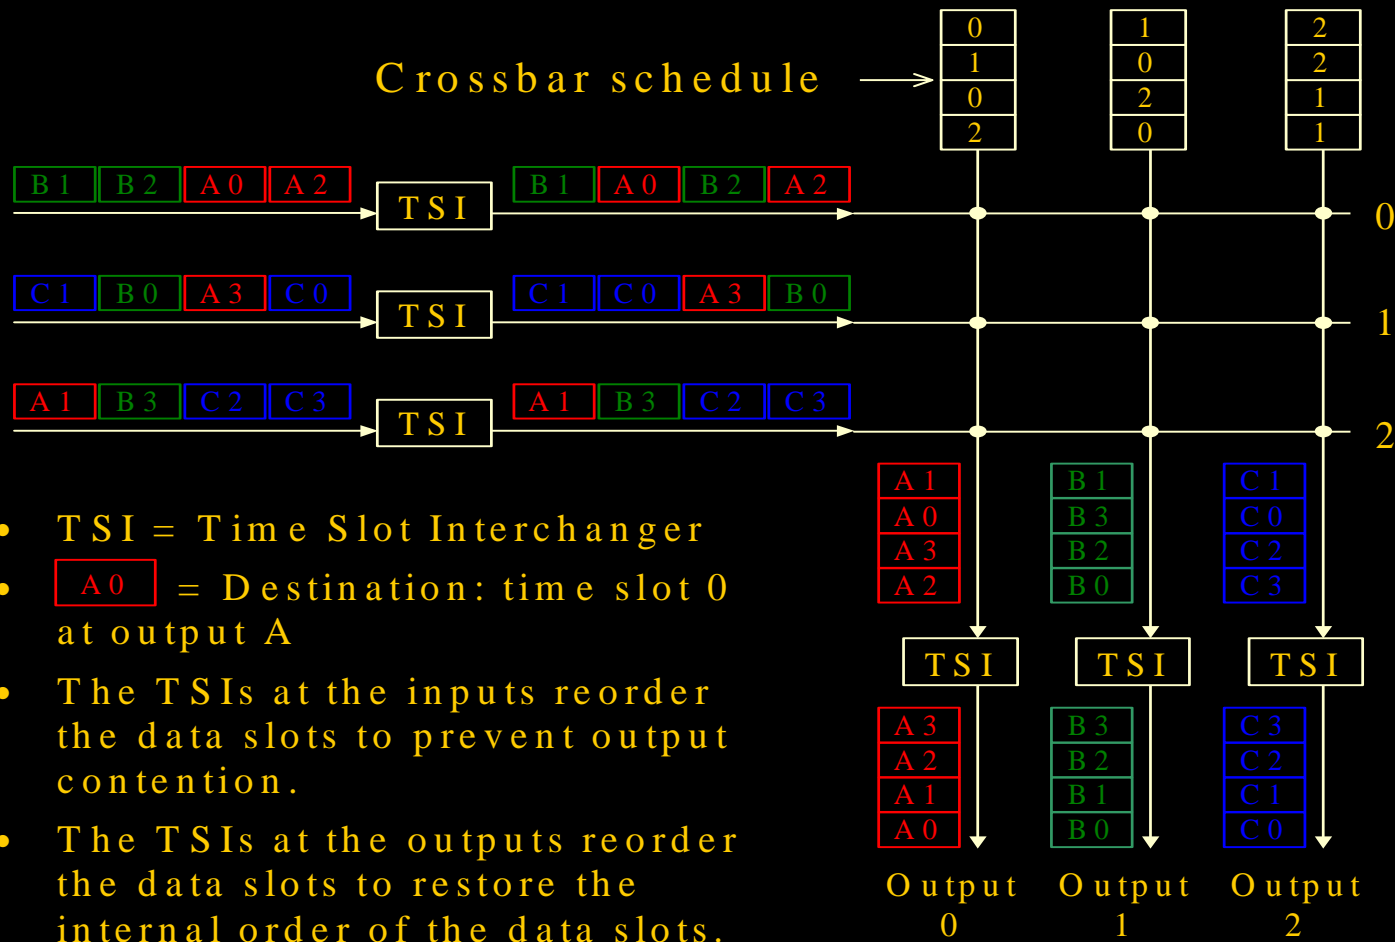 0 1 2
Crossbar schedule 1 0 2
0 2 1
2 0 1
B1 B2 A0 A2 TSI B1 A0 B2 A2 0
C1 B0 A3 C0 TSI C1 C0 A3 B0 1
A1 B3 C2 C3 TSI A1 B3 C2 C3 2
A1 B1 C1
A0 B3 C0
A3 B2 C2
A2 B0 C3
TSI TSI TSI
A3 B3 C3
A2 B2 C2
A1 B1 C1
A0 B0 C0
Output Output Output
0 1 2
• TSI = Time Slot Interchanger
• A0 = Destination: time slot 0
at output A
• The TSIs at the inputs reorder
the data slots to prevent output
contention.
• The TSIs at the outputs reorder
the data slots to restore the
internal order of the data slots.